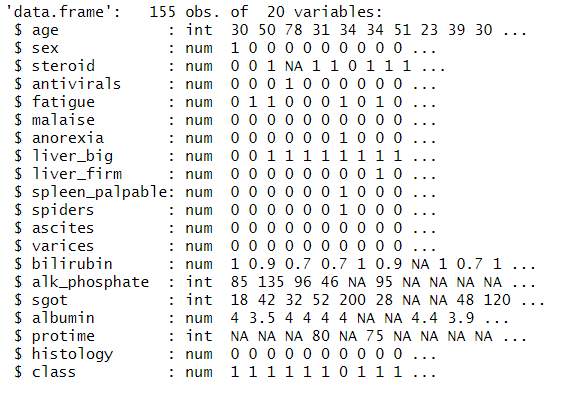 'data.frame':   155 obs. of  20 variables:
 $ age            : int  30 50 78 31 34 34 51 23 39 30 ...
 $ sex            : num  1 0 0 0 0 0 0 0 0 0 ...
 $ steroid        : num  0 0 1 NA 1 1 0 1 1 1 ...
 $ antivirals     : num  0 0 0 1 0 0 0 0 0 0 ...
 $ fatigue        : num  0 1 1 0 0 0 1 0 1 0 ...
 $ malaise        : num  0 0 0 0 0 0 0 0 0 0 ...
 $ anorexia       : num  0 0 0 0 0 0 1 0 0 0 ...
 $ liver_big      : num  0 0 1 1 1 1 1 1 1 1 ...
 $ liver_firm     : num  0 0 0 0 0 0 0 0 1 0 ...
 $ spleen_palpable: num  0 0 0 0 0 0 1 0 0 0 ...
 $ spiders        : num  0 0 0 0 0 0 1 0 0 0 ...
 $ ascites        : num  0 0 0 0 0 0 0 0 0 0 ...
 $ varices        : num  0 0 0 0 0 0 0 0 0 0 ...
 $ bilirubin      : num  1 0.9 0.7 0.7 1 0.9 NA 1 0.7 1 ...
 $ alk_phosphate  : int  85 135 96 46 NA 95 NA NA NA NA ...
 $ sgot           : int  18 42 32 52 200 28 NA NA 48 120 ...
 $ albumin        : num  4 3.5 4 4 4 4 NA NA 4.4 3.9 ...
 $ protime        : int  NA NA NA 80 NA 75 NA NA NA NA ...
 $ histology      : num  0 0 0 0 0 0 0 0 0 0 ...
 $ class          : num  1 1 1 1 1 1 0 1 1 1 ...